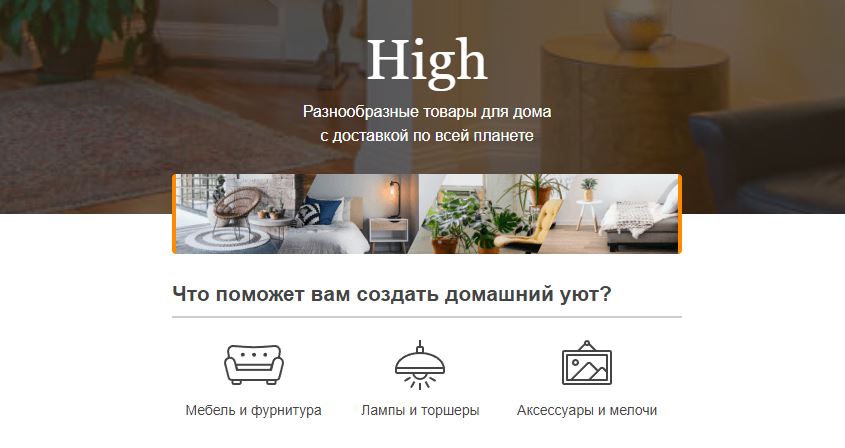 High
Разнообразные товары для дома
с доставкой по всей планете
Что поможет вам создать домашний уют?
Мебель и фурнитура
Лампы и торшеры
Аксессуары и мелочи